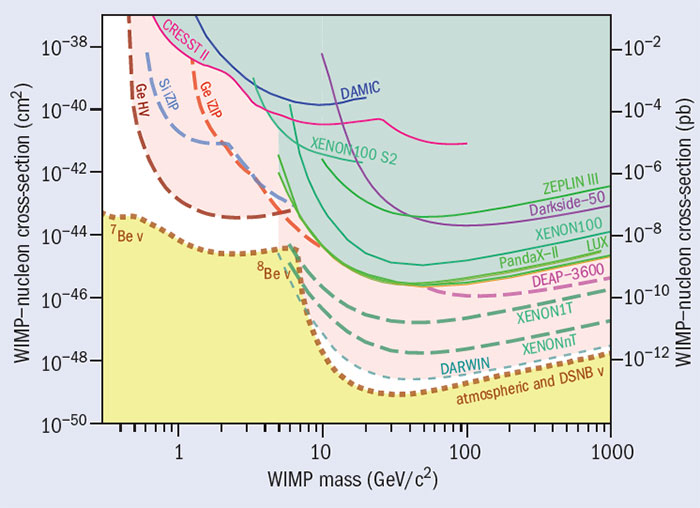 WIMP–nucleon cross-section (cm²)
10⁻³⁸
10⁻⁴⁰
10⁻⁴²
10⁻⁴⁴
10⁻⁴⁶
10⁻⁴⁸
10⁻⁵⁰
CRESST II
Ge HV
Si iZIP
Ge iZIP
DAMIC
XENON100 S2
ZEPLIN III
Darkside–50
XENON100
LUX
PandaX–II
DEAP–3600
XENON1T
XENONnT
DARWIN
⁷Be ν
⁸Be ν
atmospheric and DSNB ν
10⁻²
10⁻⁴
10⁻⁶
10⁻⁸
10⁻¹⁰
10⁻¹²
WIMP–nucleon cross-section (pb)
1
10
100
1000
WIMP mass (GeV/c²)